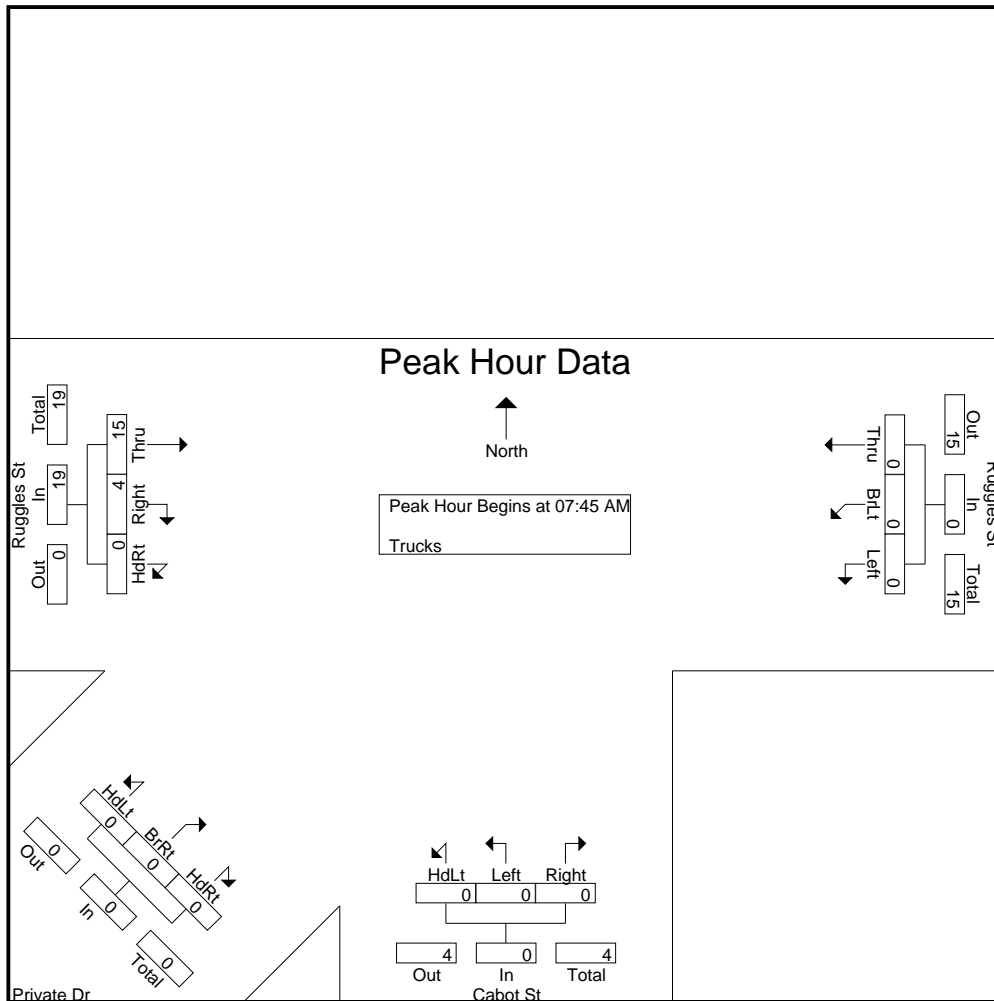 Peak Hour Data
North
Peak Hour Begins at 07:45 AM
Trucks
Ruggles St
Out
In
Total
0
19
19
HdRt
Right
Thru
0
4
15
Ruggles St
Out
In
Total
15
0
15
Thru
BrLt
Left
0
0
0
HdLt
BrRt
HdRt
0
0
0
Out
In
Total
0
0
0
Private Dr
HdLt Left Right
0 0 0
4 0 4
Out In Total
Cabot St